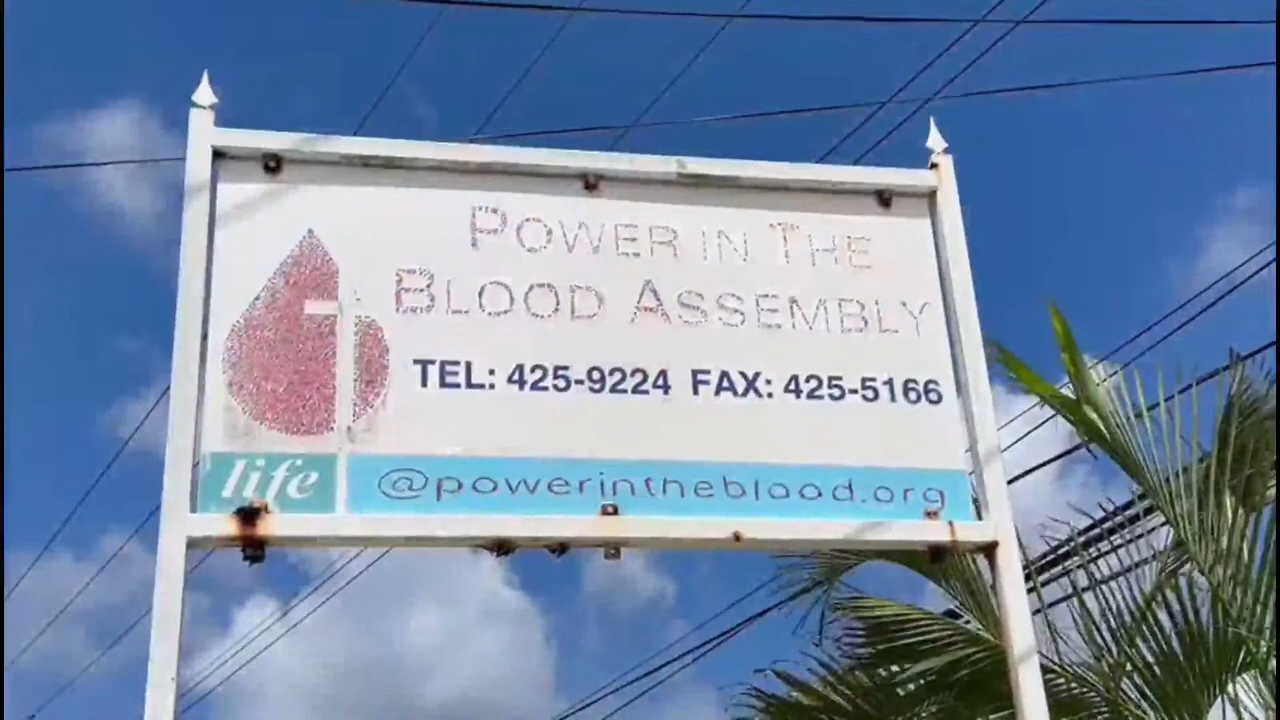 POWER IN THE
BLOOD ASSEMBLY
TEL: 425-9224 FAX: 425-5166
life @powerintheblood.org